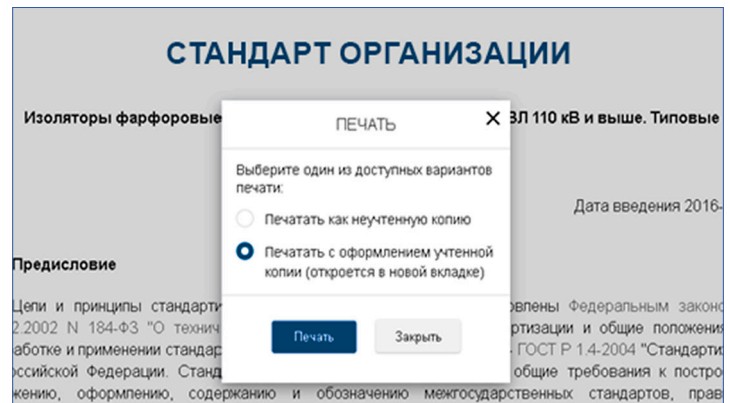 СТАНДАРТ ОРГАНИЗАЦИИ
Изоляторы фарфоровые ВЛ 110 кВ и выше. Типовые
ПЕЧАТЬ
Выберите один из доступных вариантов
печати:
Печатать как неучтенную копию
Печатать с оформлением учтенной
копии (откроется в новой вкладке)
Печать Закрыть
Дата введения 2016-
Предисловие
Цели и принципы стандарти овлены Федеральным законо
2.2002 N 184-ФЗ "О технич ртизации и общие положения
аботке и применении стандар ГОСТ Р 1.4-2004 "Стандарти
оссийской Федерации. Станд общие требования к постро
жению, оформлению, содержанию и обозначению межгосударственных стандартов, прав